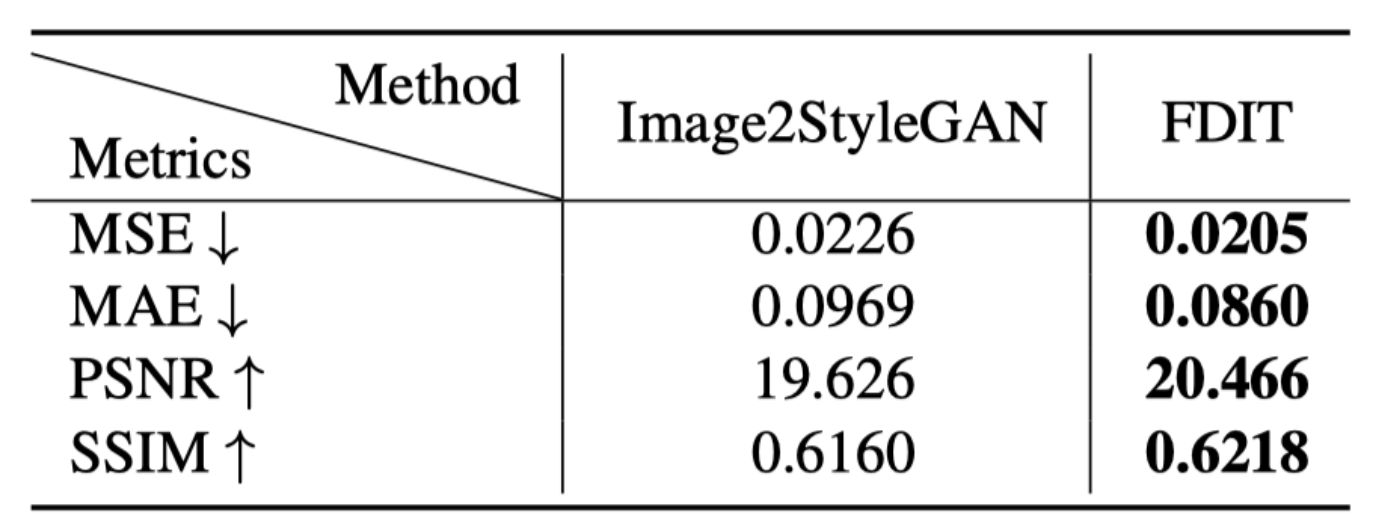 Method
Metrics
Image2StyleGAN FDIT
MSE ↓ 0.0226 0.0205
MAE ↓ 0.0969 0.0860
PSNR ↑ 19.626 20.466
SSIM ↑ 0.6160 0.6218